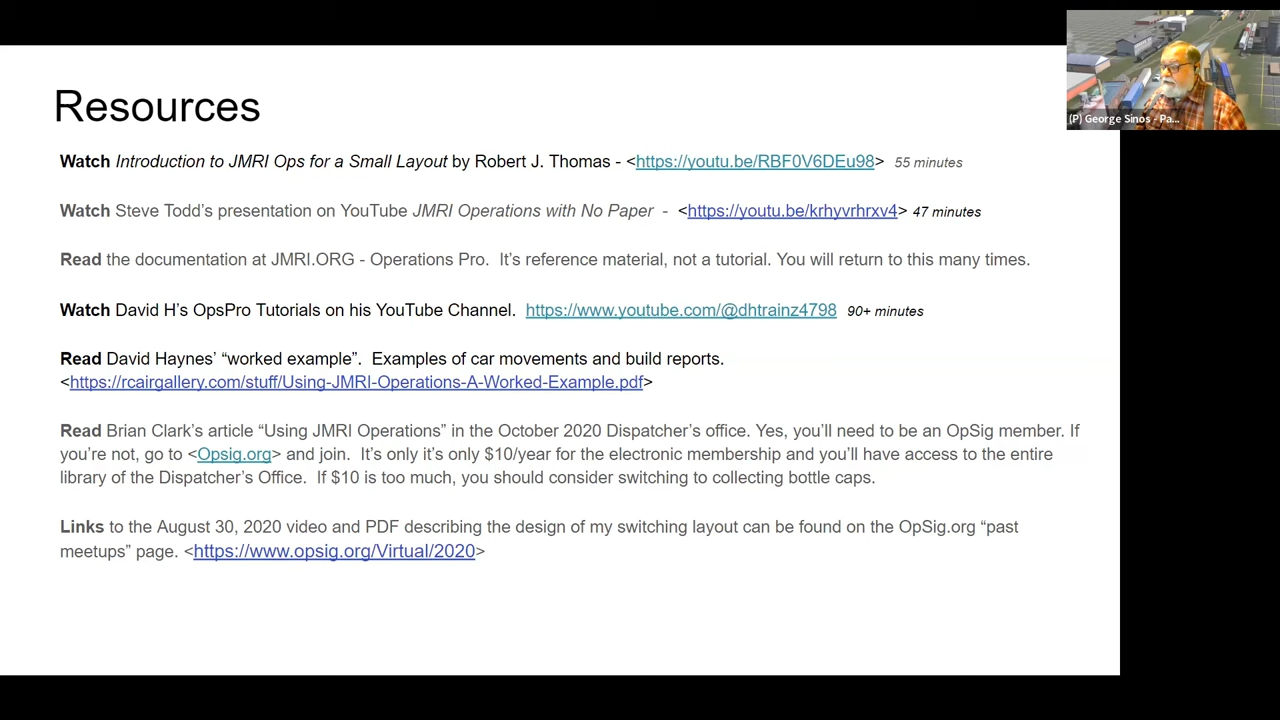 Resources
(P) George Sinos - Pa...
Watch Introduction to JMRI Ops for a Small Layout by Robert J. Thomas - <https://youtu.be/RBF0V6DEu98> 55 minutes
Watch Steve Todd's presentation on YouTube JMRI Operations with No Paper - <https://youtu.be/krhyvrhrxv4> 47 minutes
Read the documentation at JMRI.ORG - Operations Pro. It's reference material, not a tutorial. You will return to this many times.
Watch David H's OpsPro Tutorials on his YouTube Channel. https://www.youtube.com/@dhtrainz4798 90+ minutes
Read David Haynes' “worked example”. Examples of car movements and build reports.
<https://rcairgallery.com/stuff/Using-JMRI-Operations-A-Worked-Example.pdf>
Read Brian Clark's article “Using JMRI Operations” in the October 2020 Dispatcher's office. Yes, you'll need to be an OpSig member. If
you're not, go to <Opsig.org> and join. It's only it's only $10/year for the electronic membership and you'll have access to the entire
library of the Dispatcher's Office. If $10 is too much, you should consider switching to collecting bottle caps.
Links to the August 30, 2020 video and PDF describing the design of my switching layout can be found on the OpSig.org “past
meetups” page. <https://www.opsig.org/Virtual/2020>